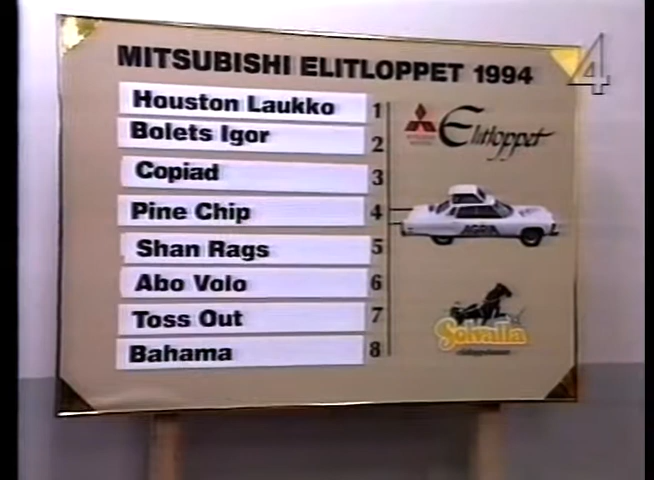 MITSUBISHI ELITLOPPET 1994
4
Houston Laukko 1
Bolets Igor 2
Copiad 3
Pine Chip 4
Shan Rags 5
Abo Volo 6
Toss Out 7
Bahama 8
Elitloppet
AGRIA
Solvalla